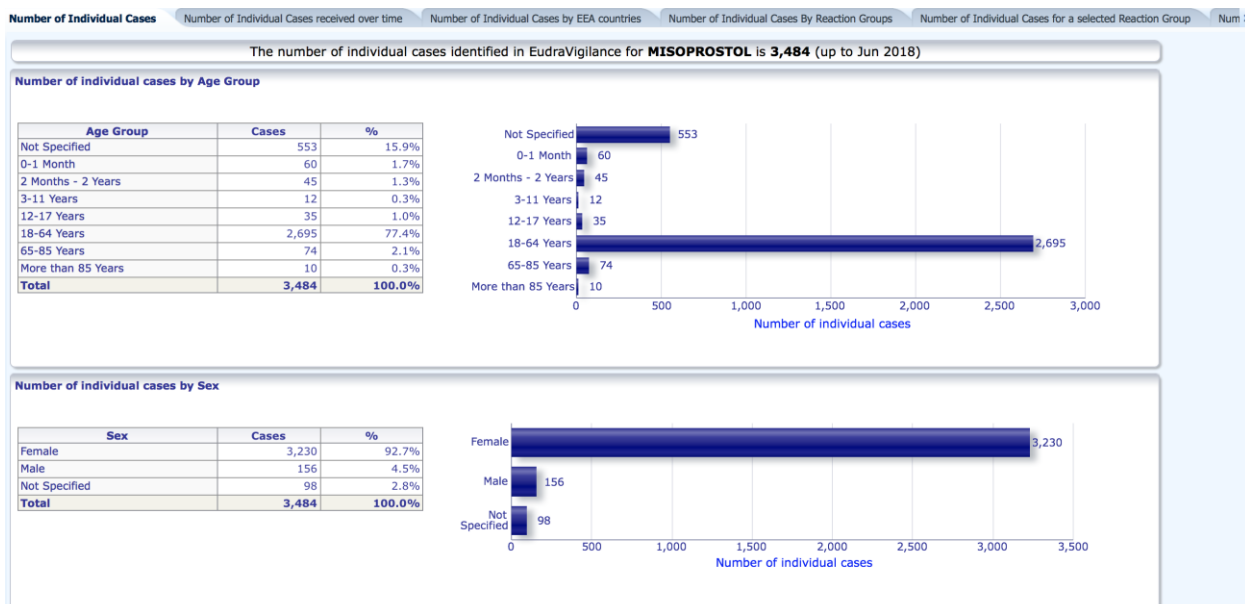 Number of Individual Cases Number of Individual Cases received over time Number of Individual Cases by EEA countries Number of Individual Cases By Reaction Groups Number of Individual Cases for a selected Reaction Group Num
The number of individual cases identified in EudraVigilance for MISOPROSTOL is 3,484 (up to Jun 2018)
Number of individual cases by Age Group
Age Group Cases %
Not Specified 553 15.9%
0-1 Month 60 1.7%
2 Months - 2 Years 45 1.3%
3-11 Years 12 0.3%
12-17 Years 35 1.0%
18-64 Years 2,695 77.4%
65-85 Years 74 2.1%
More than 85 Years 10 0.3%
Total 3,484 100.0%
Not Specified 553
0-1 Month 60
2 Months - 2 Years 45
3-11 Years 12
12-17 Years 35
18-64 Years 2,695
65-85 Years 74
More than 85 Years 10
0 500 1,000 1,500 2,000 2,500 3,000
Number of individual cases
Number of individual cases by Sex
Sex Cases %
Female 3,230 92.7%
Male 156 4.5%
Not Specified 98 2.8%
Total 3,484 100.0%
Female 3,230
Male 156
Not
Specified 98
0 500 1,000 1,500 2,000 2,500 3,000 3,500
Number of individual cases